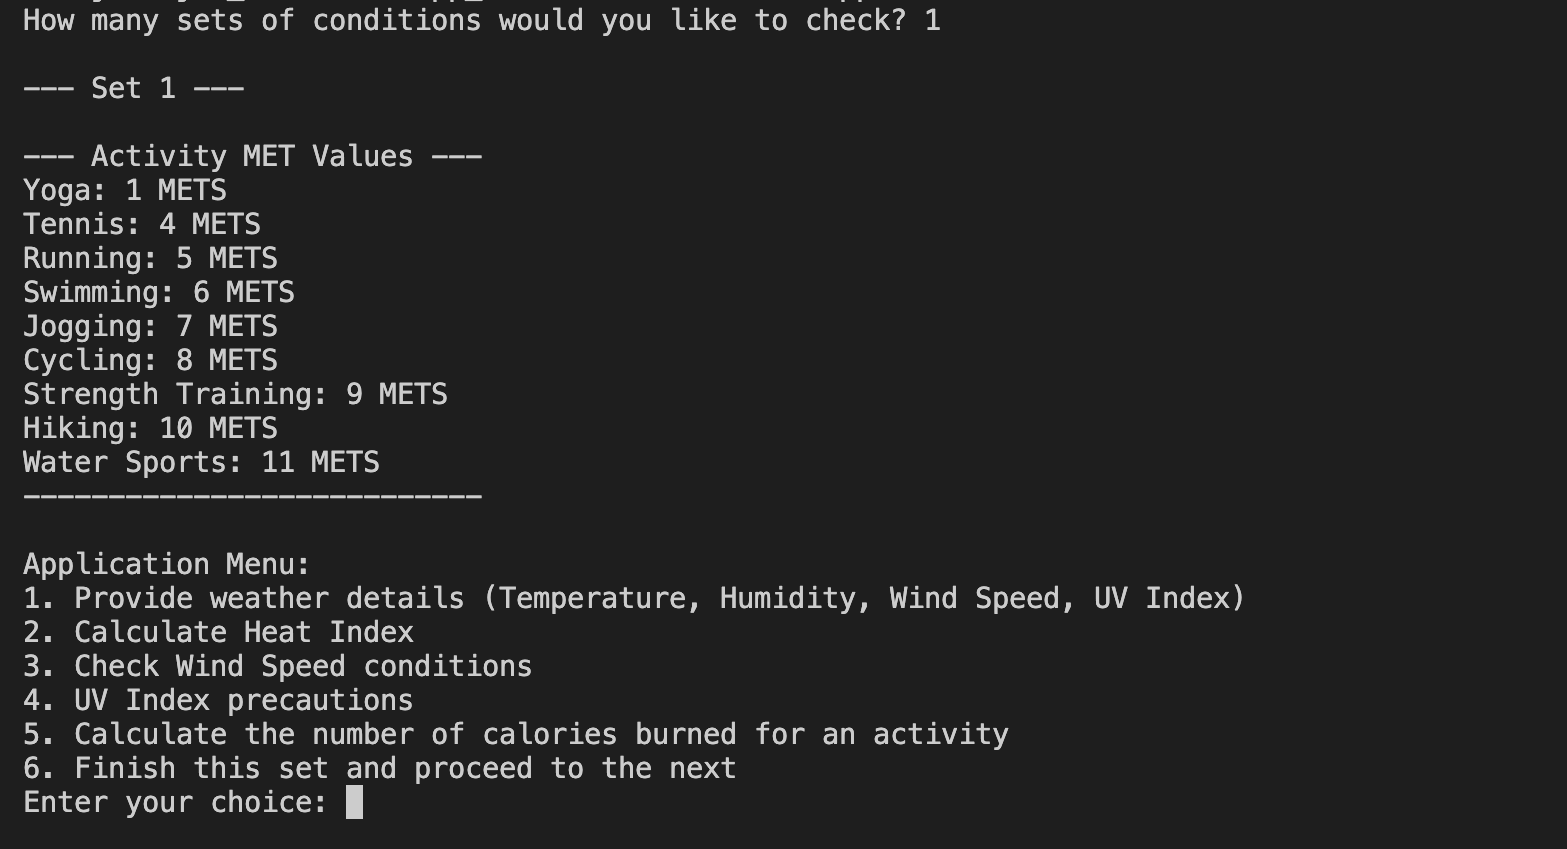 How many sets of conditions would you like to check? 1
--- Set 1 ---
--- Activity MET Values ---
Yoga: 1 METS
Tennis: 4 METS
Running: 5 METS
Swimming: 6 METS
Jogging: 7 METS
Cycling: 8 METS
Strength Training: 9 METS
Hiking: 10 METS
Water Sports: 11 METS
---------------------------
Application Menu:
1. Provide weather details (Temperature, Humidity, Wind Speed, UV Index)
2. Calculate Heat Index
3. Check Wind Speed conditions
4. UV Index precautions
5. Calculate the number of calories burned for an activity
6. Finish this set and proceed to the next
Enter your choice: